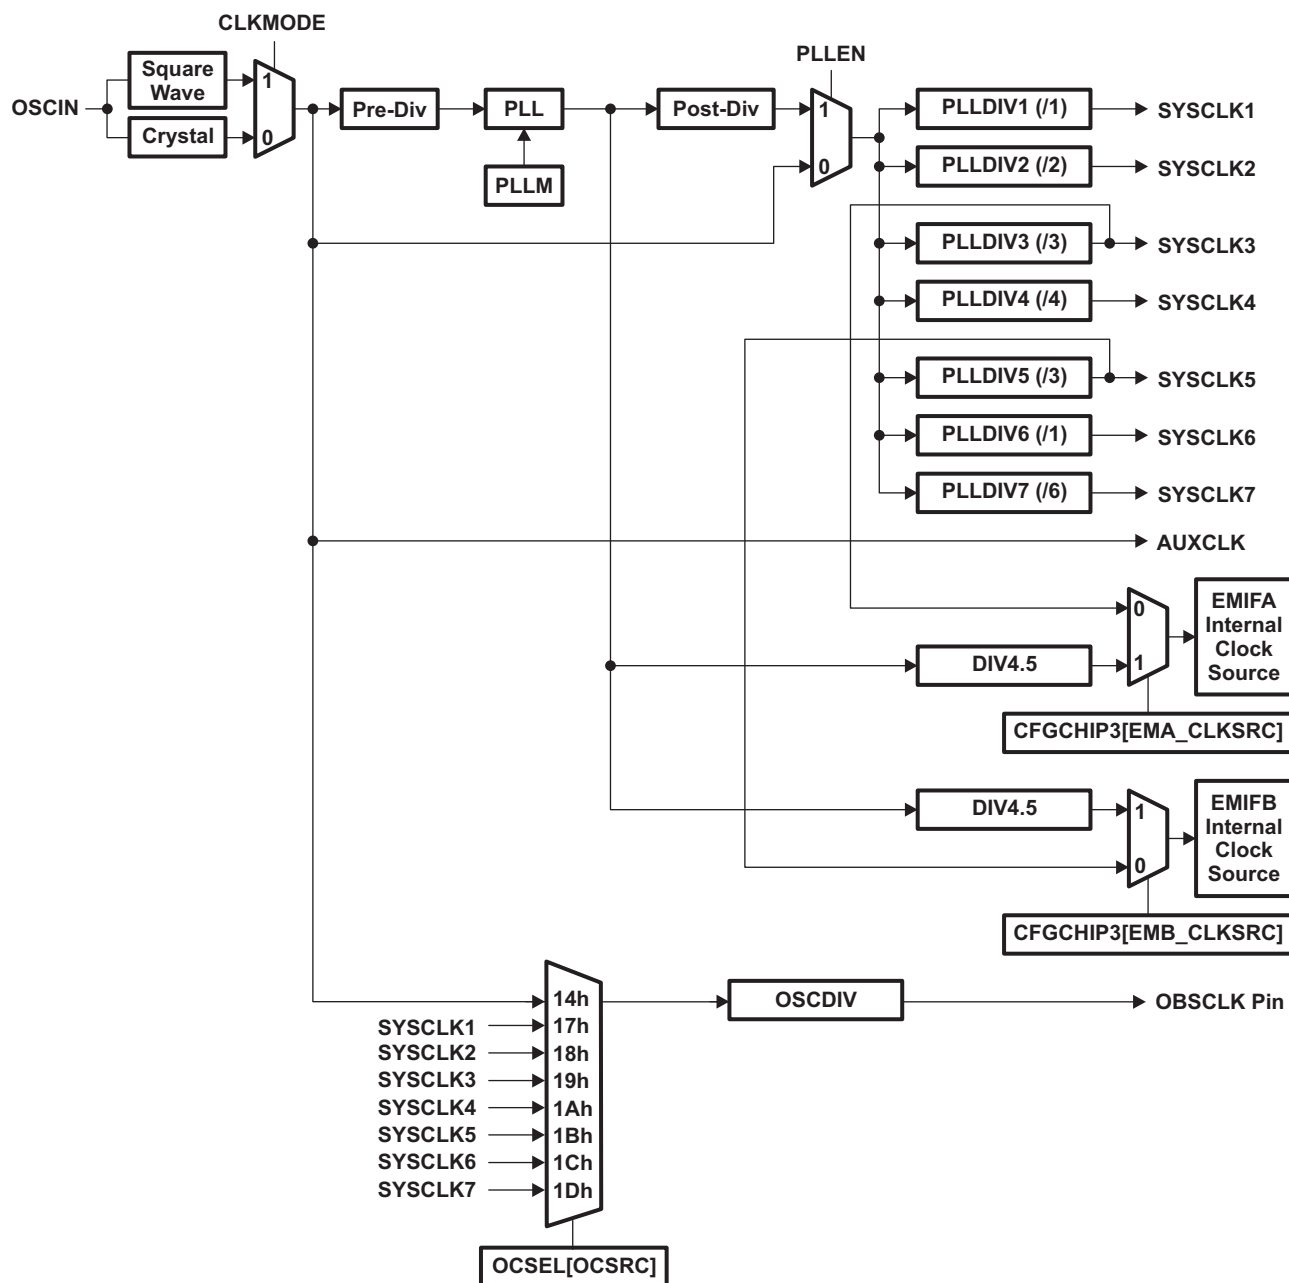 CLKMODE
PLLEN
Square
Wave
1
OSCIN
Pre-Div
PLL
Post-Div
1
PLLDIV1 (/1)
SYSCLK1
Crystal
0
PLLM
0
PLLDIV2 (/2)
SYSCLK2
PLLDIV3 (/3)
SYSCLK3
PLLDIV4 (/4)
SYSCLK4
PLLDIV5 (/3)
SYSCLK5
PLLDIV6 (/1)
SYSCLK6
PLLDIV7 (/6)
SYSCLK7
AUXCLK
0
EMIFA
Internal
Clock
Source
DIV4.5
1
CFGCHIP3[EMA_CLKSRC]
DIV4.5
1
EMIFB
Internal
Clock
Source
0
CFGCHIP3[EMB_CLKSRC]
14h
OSCDIV
OBSCLK Pin
SYSCLK1
17h
SYSCLK2
18h
SYSCLK3
19h
SYSCLK4
1Ah
SYSCLK5
1Bh
SYSCLK6
1Ch
SYSCLK7
1Dh
OCSEL[OCSRC]